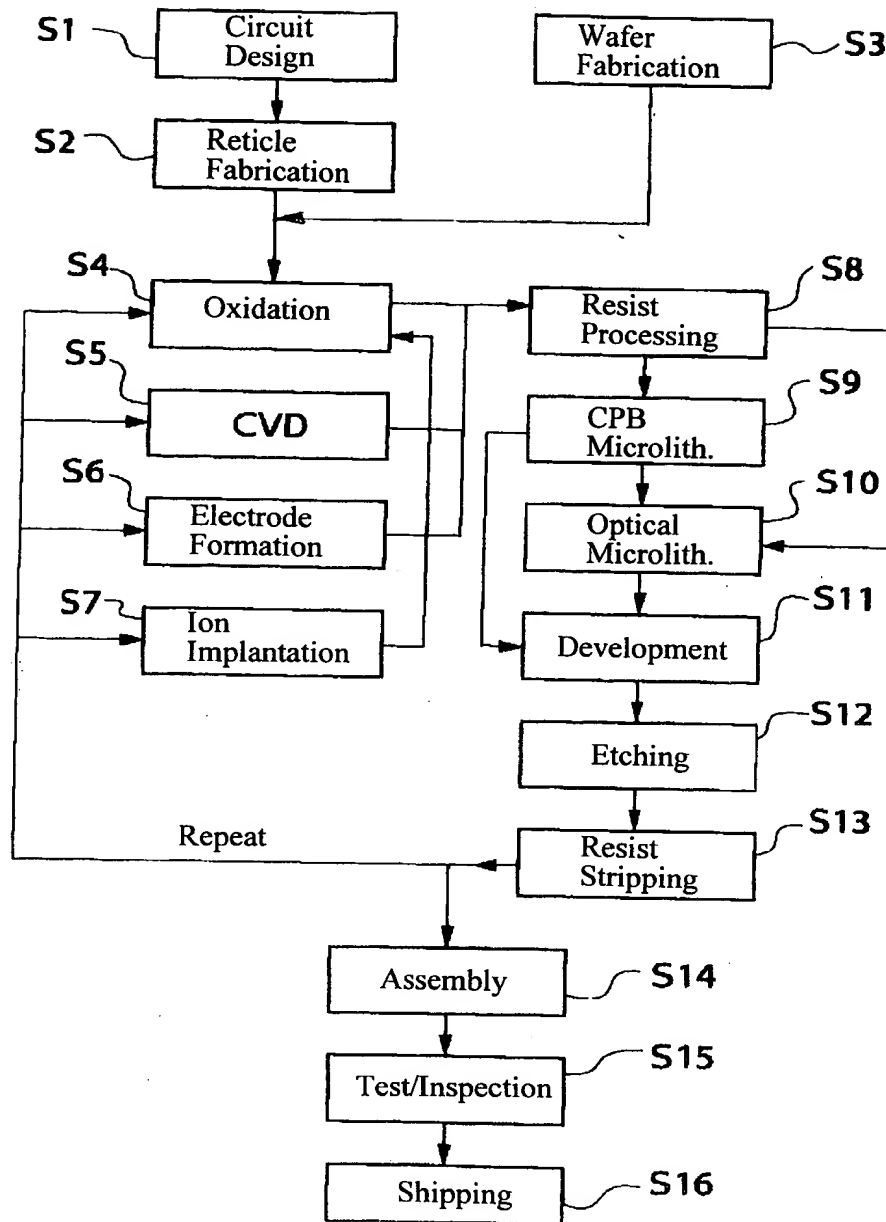 S1
Circuit
Design
Wafer
Fabrication
S3
S2
Reticle
Fabrication
S4
Oxidation
Resist
Processing
S8
S5
CVD
CPB
Microlith.
S9
S6
Electrode
Formation
Optical
Microlith.
S10
S7
Ion
Implantation
Development
S11
Etching
S12
Repeat
Resist
Stripping
S13
Assembly
S14
Test/Inspection
S15
Shipping
S16